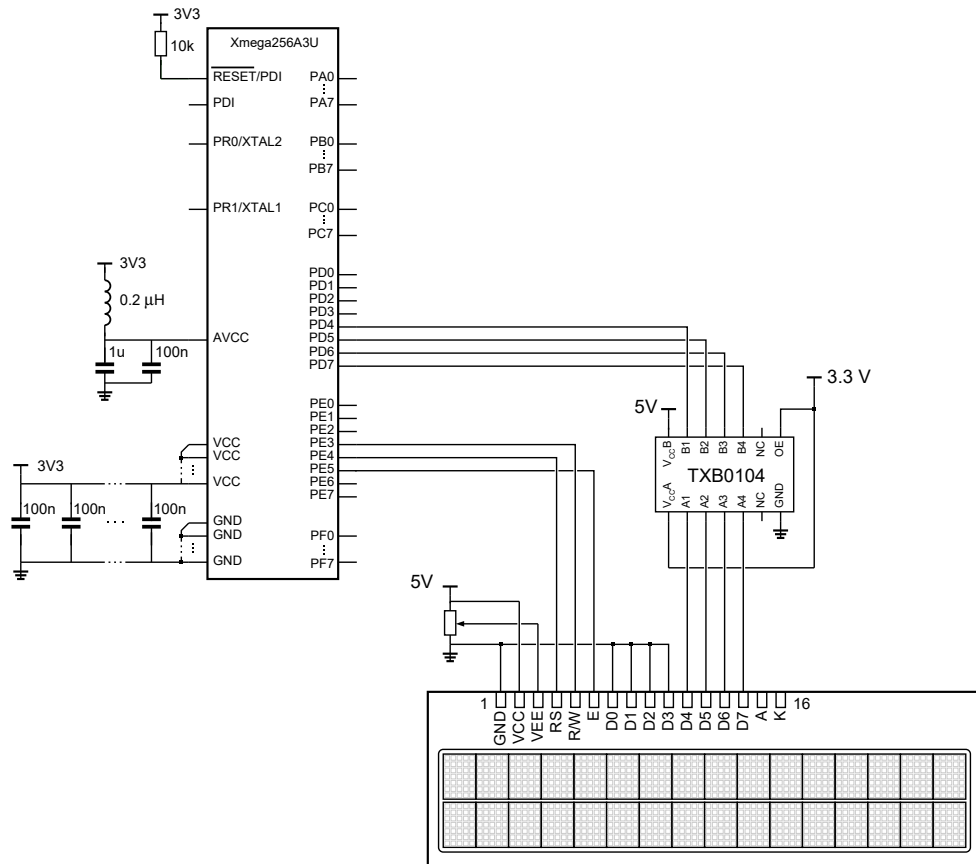 3V3
10k
Xmega256A3U
RESET/PDI
PDI
PR0/XTAL2
PR1/XTAL1
3V3
0.2 µH
AVCC
1u
100n
VCC
VCC
VCC
3V3
100n
100n
100n
GND
GND
GND
PA0
PA7
PB0
PB7
PC0
PC7
PD0
PD1
PD2
PD3
PD4
PD5
PD6
PD7
PE0
PE1
PE2
PE3
PE4
PE5
PE6
PE7
PF0
PF7
3.3 V
5V
VCCB
B1
B2
B3
B4
NC
OE
TXB0104
VCCA
A1
A2
A3
A4
NC
GND
5V
1
16
GND
VCC
VEE
RS
R/W
E
D0
D1
D2
D3
D4
D5
D6
D7
A
K